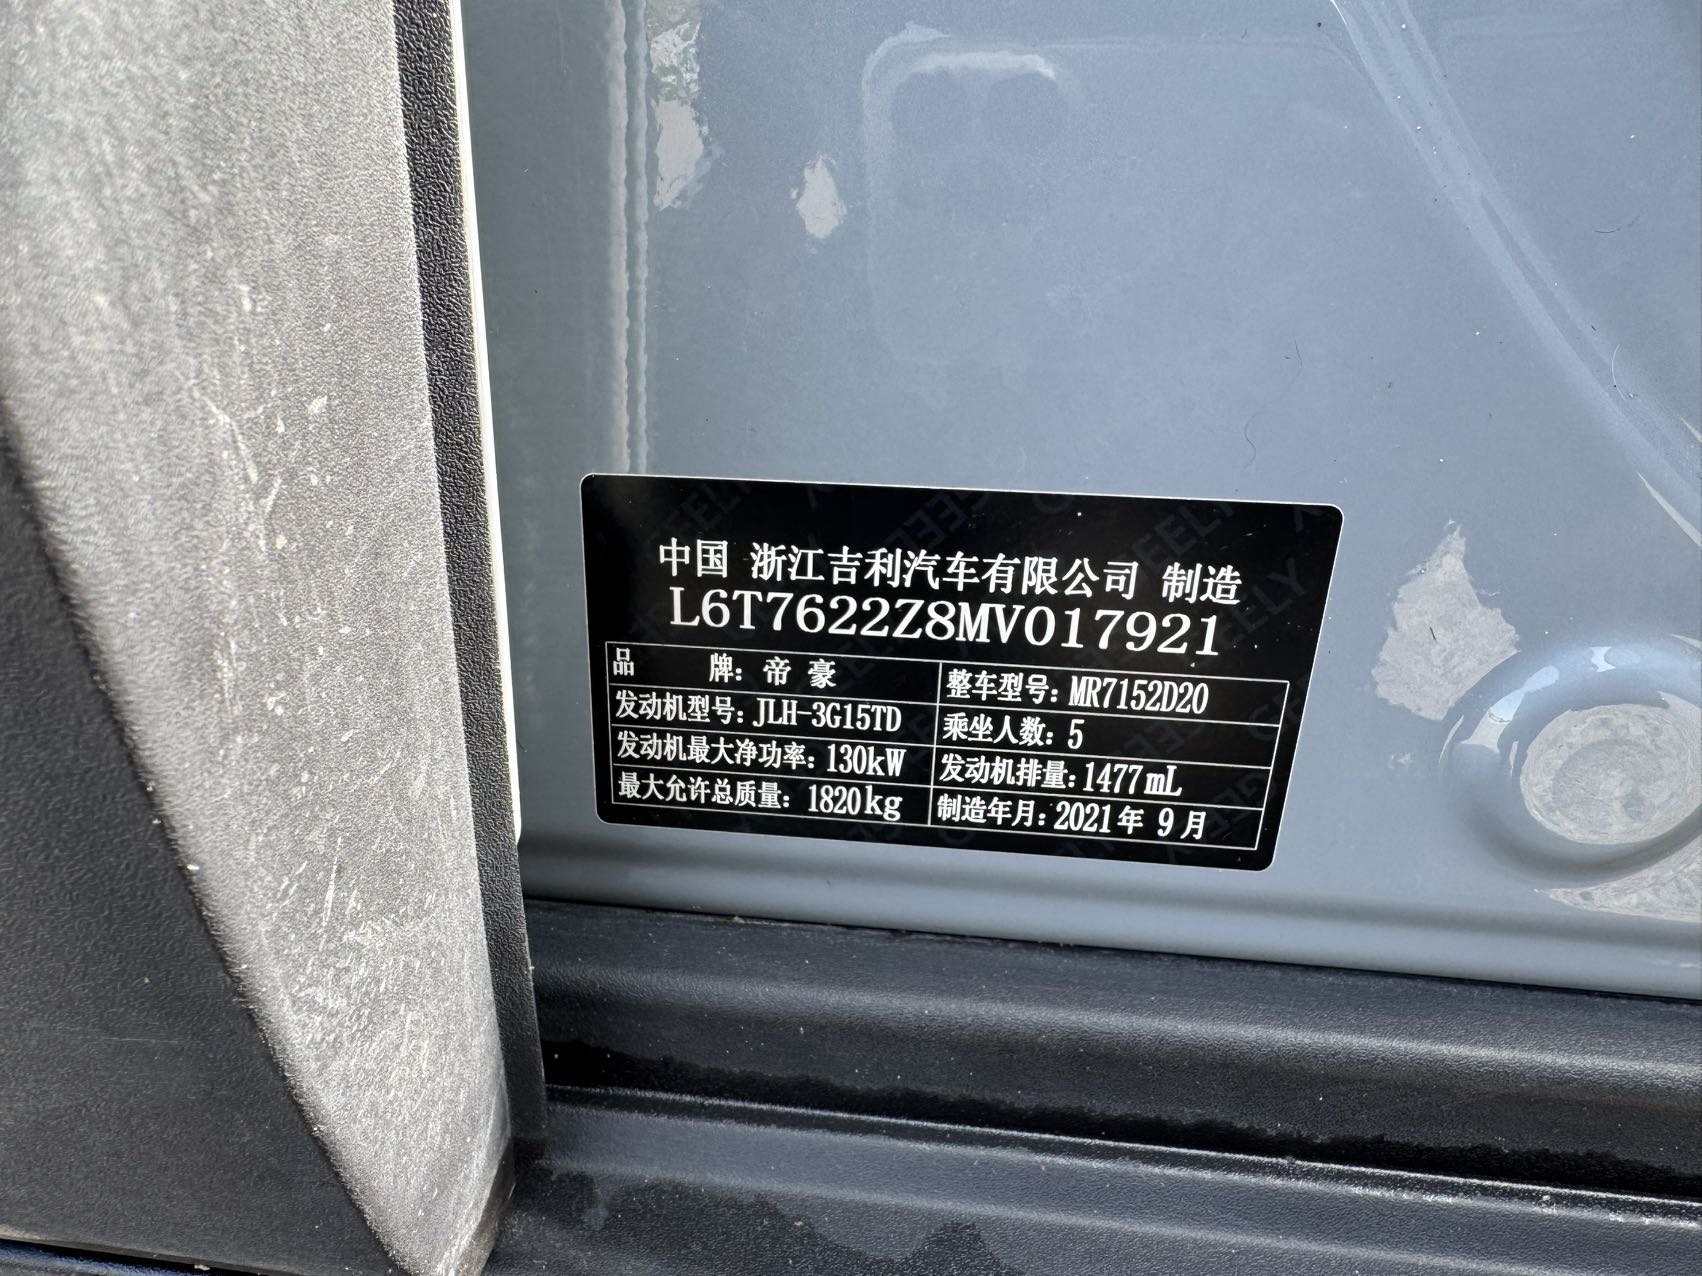 中国 浙江吉利汽车有限公司 制造
L6T7622Z8MV017921
品 牌: 帝 豪 整车型号: MR7152D20
发动机型号: JLH-3G15TD 乘坐人数: 5
发动机最大净功率: 130kW 发动机排量: 1477mL
最大允许总质量: 1820kg 制造年月: 2021年 9月